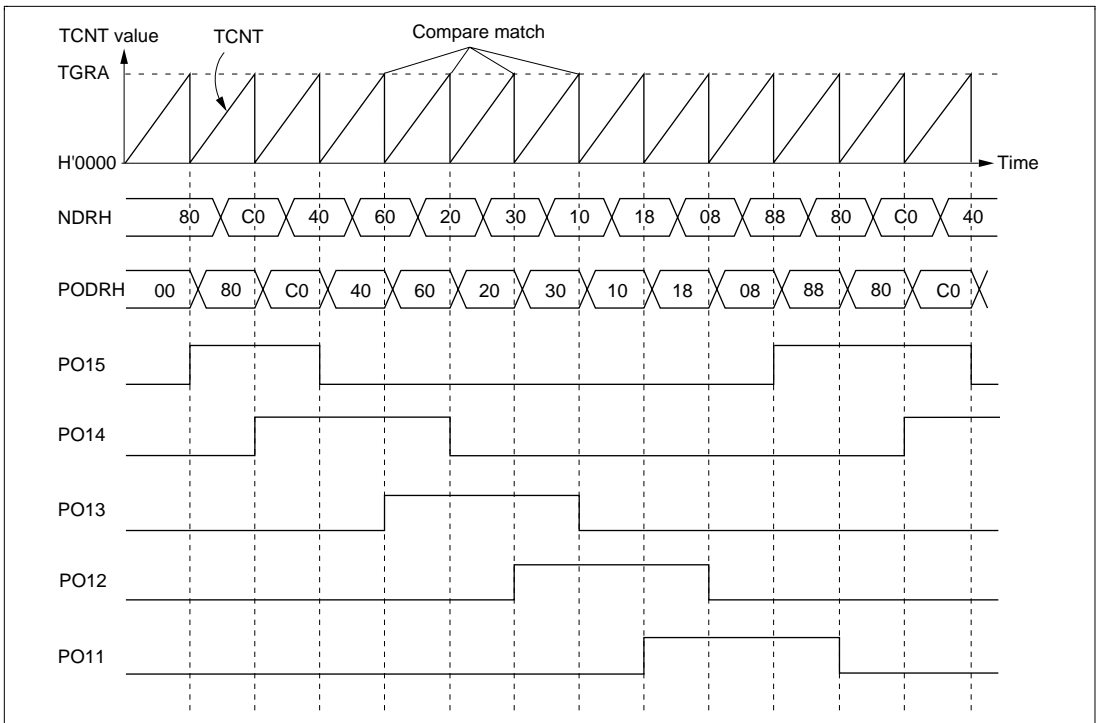 TCNT value
TCNT
Compare match
TGRA
H'0000
Time
NDRH 80 C0 40 60 20 30 10 18 08 88 80 C0 40
PODRH 00 80 C0 40 60 20 30 10 18 08 88 80 C0
PO15
PO14
PO13
PO12
PO11